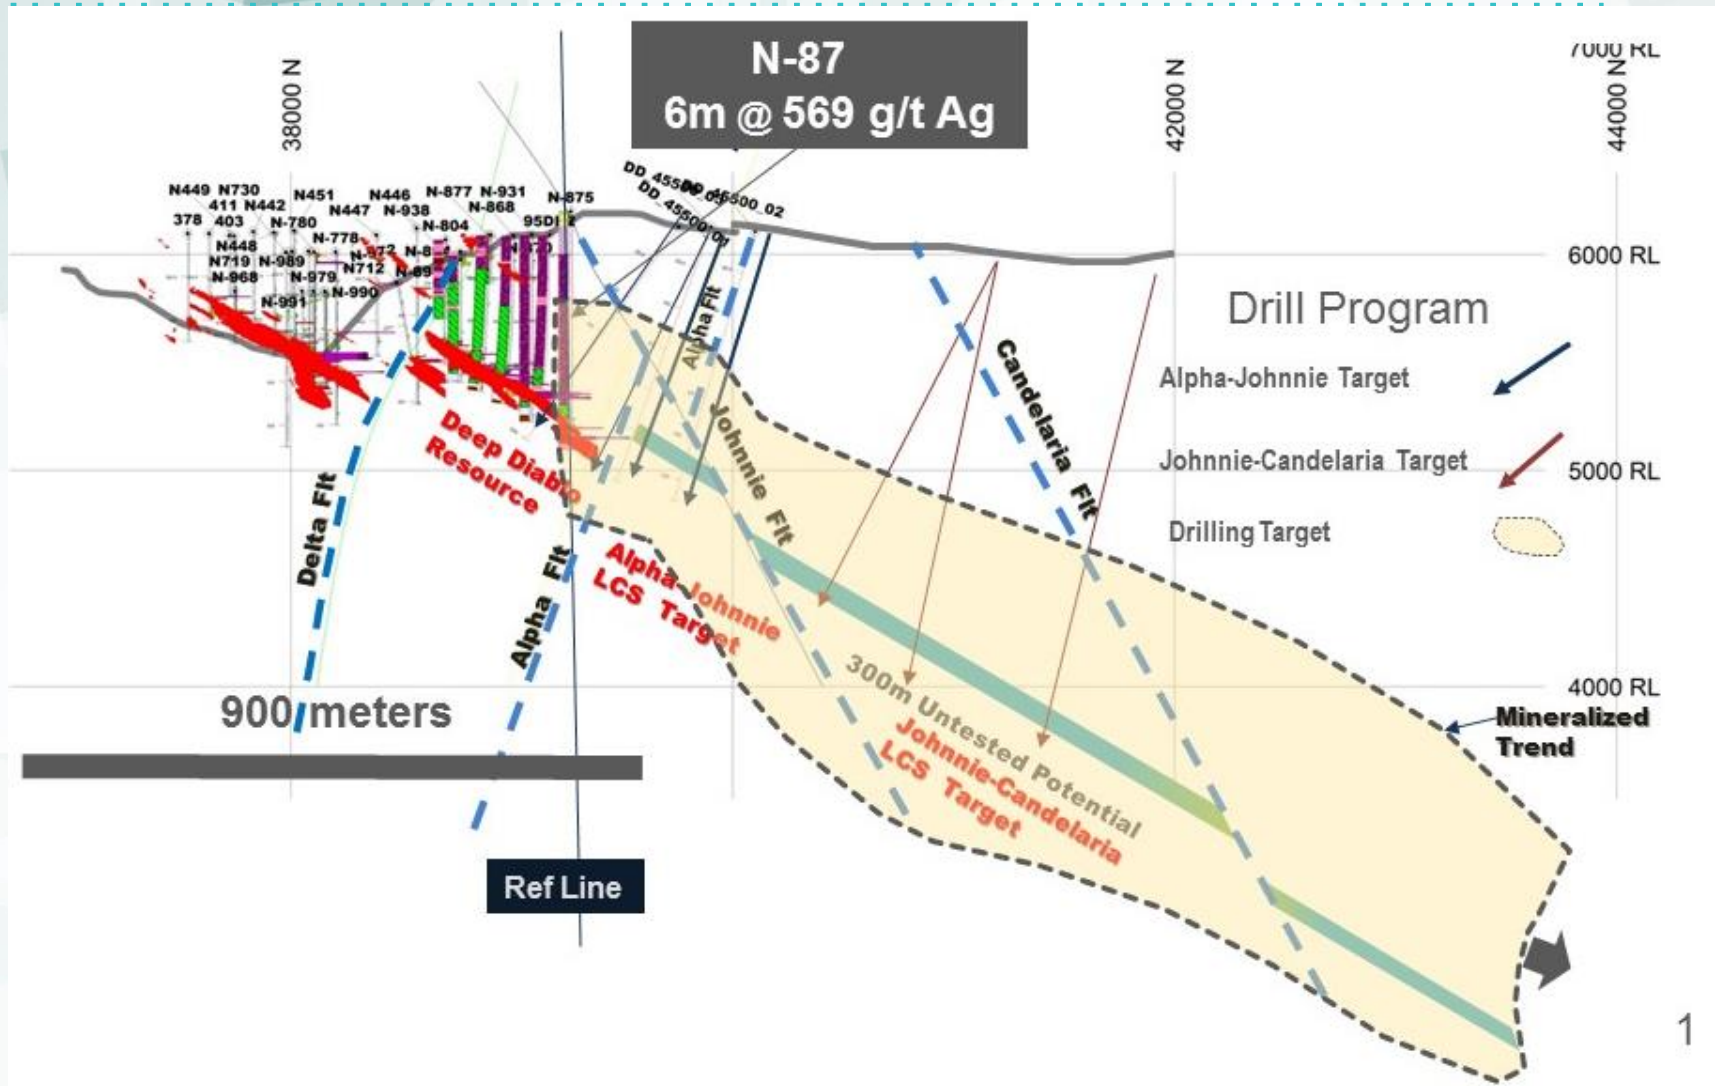 N-87
6m @ 569 g/t Ag
38000 N
42000 N
44000 N
7000 RL
6000 RL
5000 RL
4000 RL
N449 N730
411 N442
378 403
N451
N-780
N446
N447
N-938
N-877 N-931
N-868
N-804
N-875
N448
N719 N-989
N-968
N-778
N712
N-979
N-990
N-991
DD_45500_02
Drill Program
Alpha-Johnnie Target
Johnnie-Candelaria Target
Drilling Target
Alpha Flt
Johnnie Flt
Candelaria Flt
Delta Flt
Alpha Flt
Deep Diablo
Resource
Alpha-Johnnie
LCS Target
300m Untested Potential
Johnnie-Candelaria
LCS Target
Mineralized
Trend
900 meters
Ref Line
1